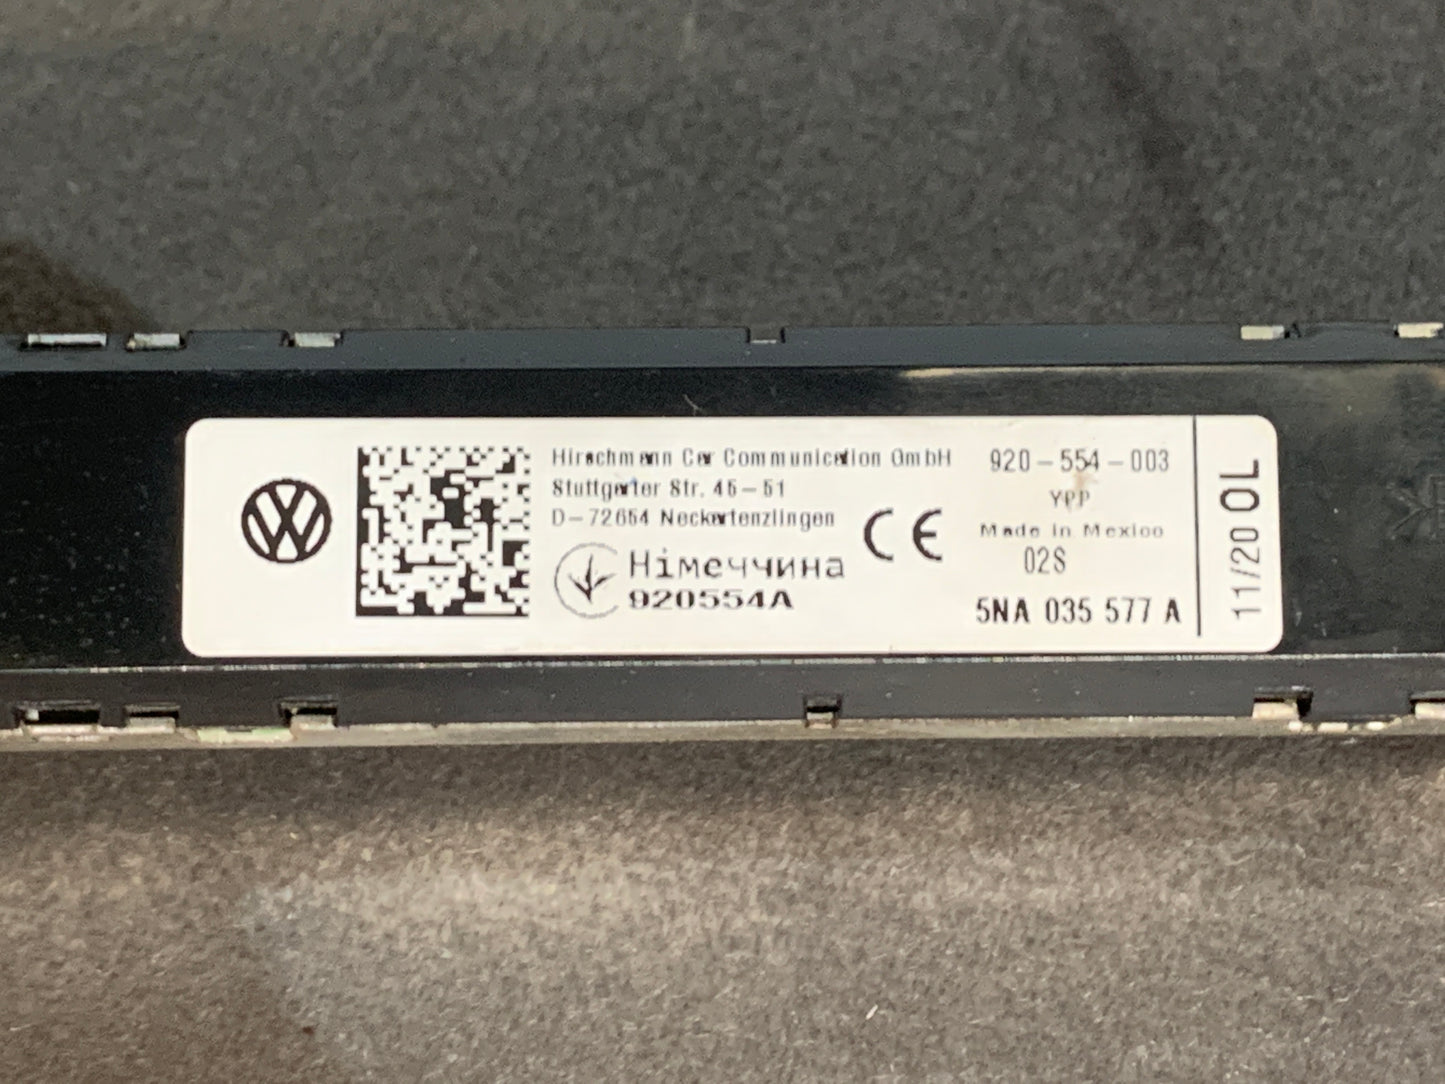 Hirschmann Car Communication GmbH
Stuttgarter Str. 45-51
D-72654 Neckartenzlingen
Німеччина
920554A
CE
920-554-003
YPP
Made in Mexico
02S
5NA 035 577 A
11/20 OL